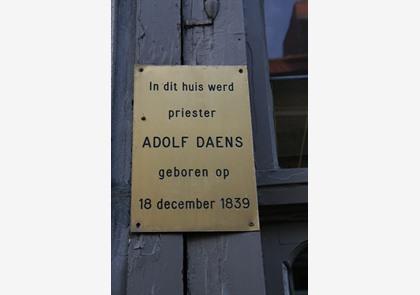 In dit huis werd
priester
ADOLF DAENS
geboren op
18 december 1839